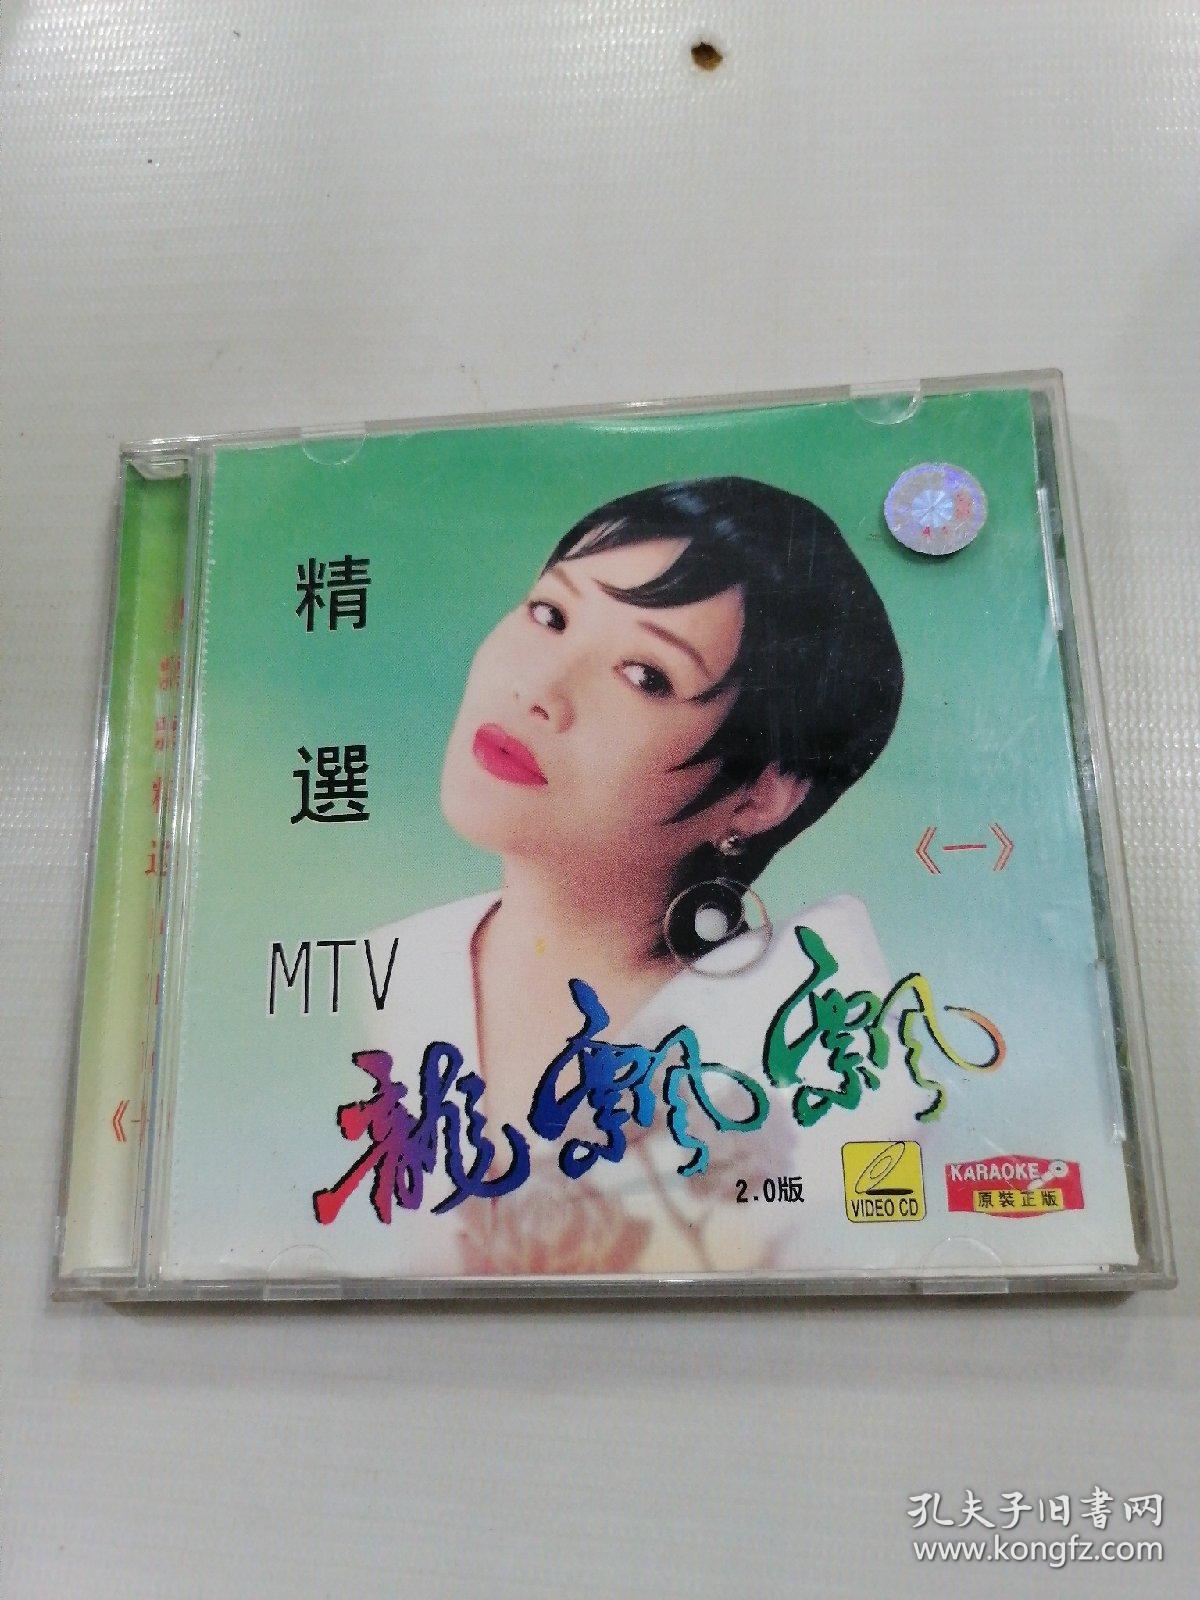 精
選
MTV
《一》
龍飄飄
2.0版
VIDEO CD
KARAOKE
原裝正版
孔夫子旧书网
www.kongfz.com